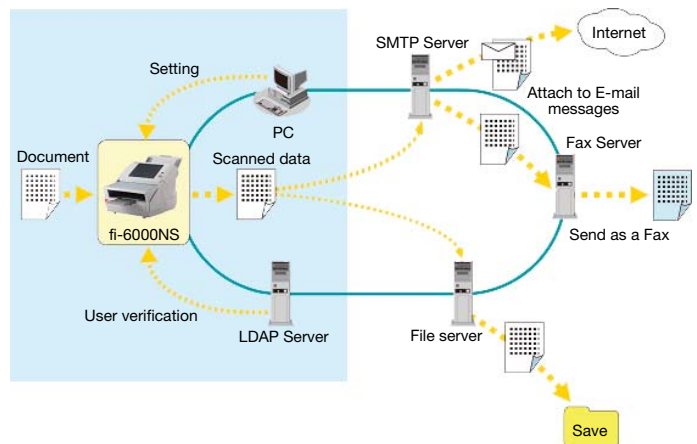 SMTP Server
Internet
Setting
Attach to E-mail
messages
PC
Fax Server
Document
Scanned data
fi-6000NS
Send as a Fax
User verification
LDAP Server
File server
Save